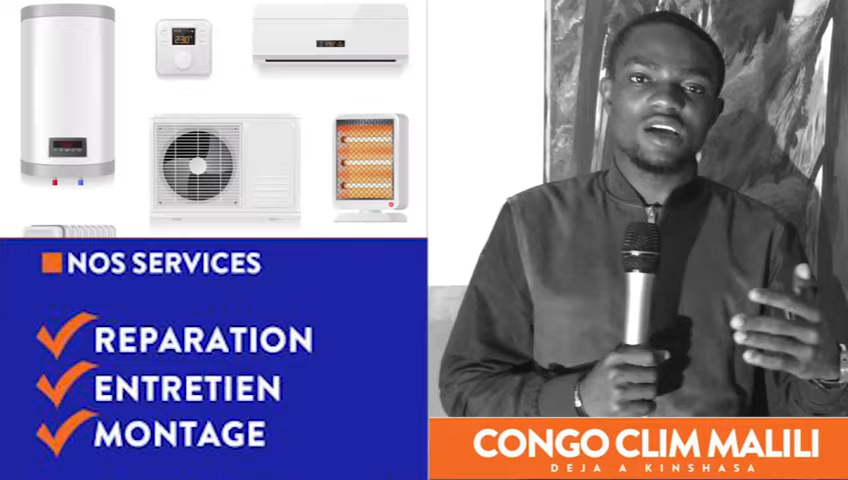 NOS SERVICES
REPARATION
ENTRETIEN
MONTAGE
CONGO CLIM MALILI
DEJA A KINSHASA